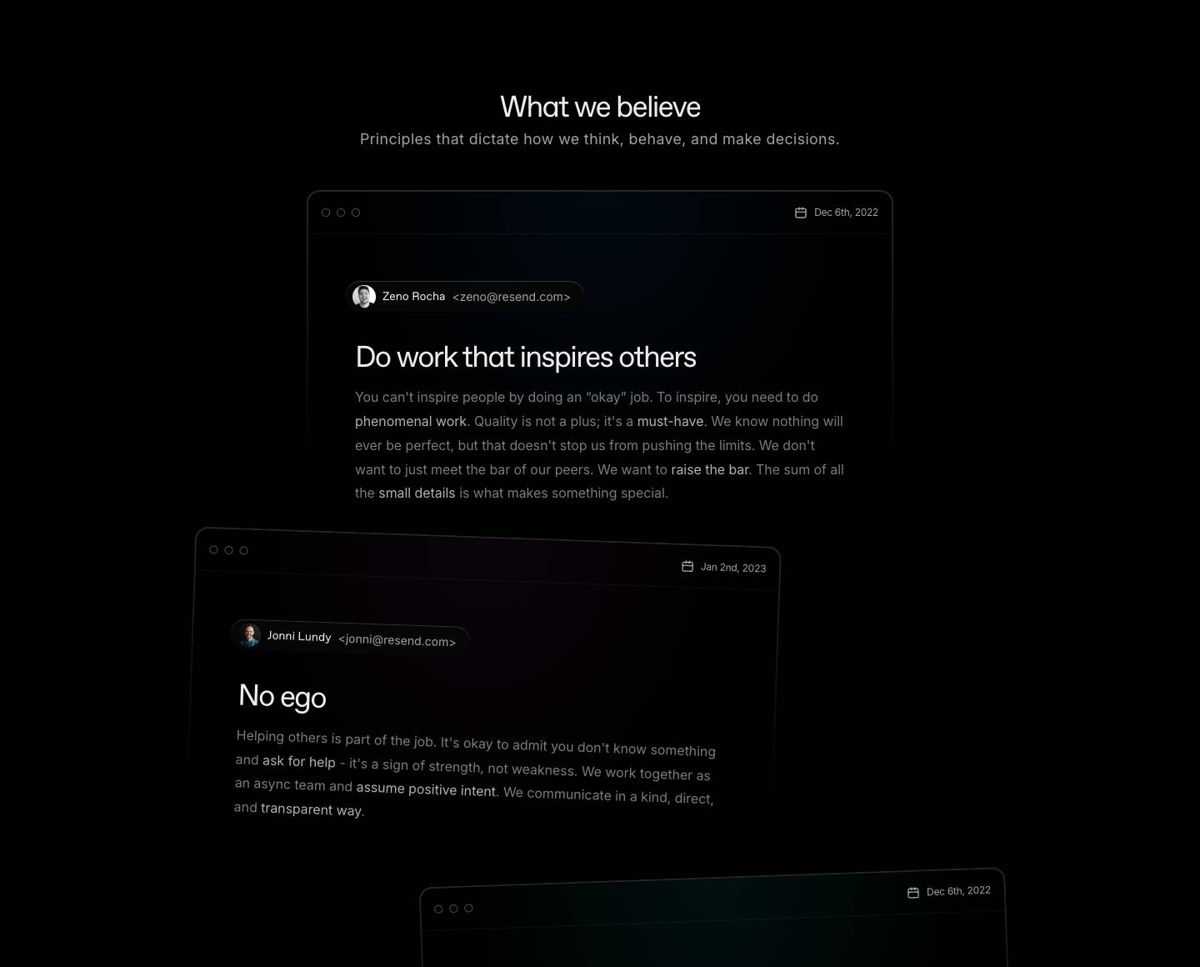 What we believe
Principles that dictate how we think, behave, and make decisions.
Dec 6th, 2022
Zeno Rocha <zeno@resend.com>
Do work that inspires others
You can't inspire people by doing an “okay” job. To inspire, you need to do
phenomenal work. Quality is not a plus; it's a must-have. We know nothing will
ever be perfect, but that doesn't stop us from pushing the limits. We don't
want to just meet the bar of our peers. We want to raise the bar. The sum of all
the small details is what makes something special.
Jan 2nd, 2023
Jonni Lundy <jonni@resend.com>
No ego
Helping others is part of the job. It's okay to admit you don't know something
and ask for help - it's a sign of strength, not weakness. We work together as
an async team and assume positive intent. We communicate in a kind, direct,
and transparent way.
Dec 6th, 2022